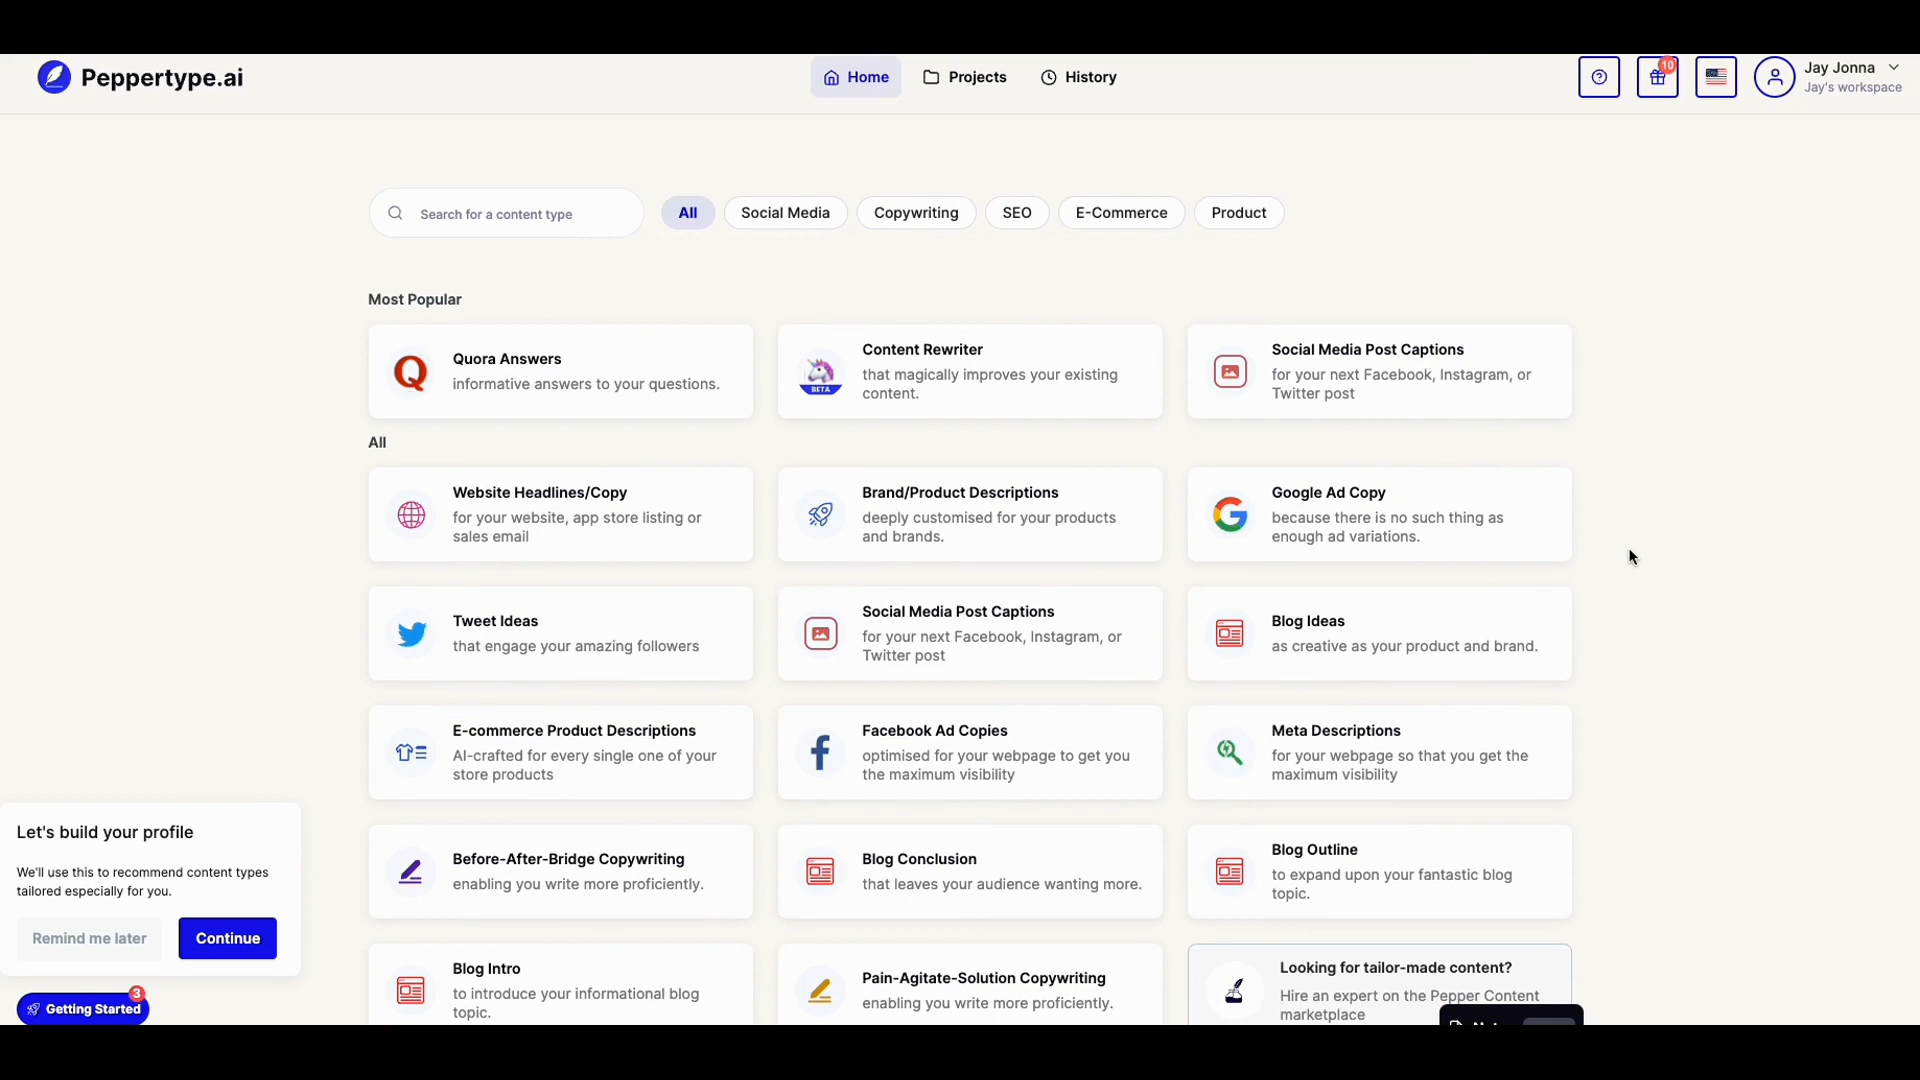 Peppertype.ai
Home
Projects
History
10
Jay Jonna
Jay's workspace
Search for a content type
All
Social Media
Copywriting
SEO
E-Commerce
Product
Most Popular
Quora Answers
informative answers to your questions.
BETA
Content Rewriter
that magically improves your existing
content.
Social Media Post Captions
for your next Facebook, Instagram, or
Twitter post
All
Website Headlines/Copy
for your website, app store listing or
sales email
Brand/Product Descriptions
deeply customised for your products
and brands.
Google Ad Copy
because there is no such thing as
enough ad variations.
Tweet Ideas
that engage your amazing followers
Social Media Post Captions
for your next Facebook, Instagram, or
Twitter post
Blog Ideas
as creative as your product and brand.
E-commerce Product Descriptions
AI-crafted for every single one of your
store products
Facebook Ad Copies
optimised for your webpage to get you
the maximum visibility
Meta Descriptions
for your webpage so that you get the
maximum visibility
Before-After-Bridge Copywriting
enabling you write more proficiently.
Blog Conclusion
that leaves your audience wanting more.
Blog Outline
to expand upon your fantastic blog
topic.
Blog Intro
to introduce your informational blog
topic.
Pain-Agitate-Solution Copywriting
enabling you write more proficiently.
Looking for tailor-made content?
Hire an expert on the Pepper Content
marketplace
Let's build your profile
We'll use this to recommend content types
tailored especially for you.
Remind me later
Continue
Getting Started
3